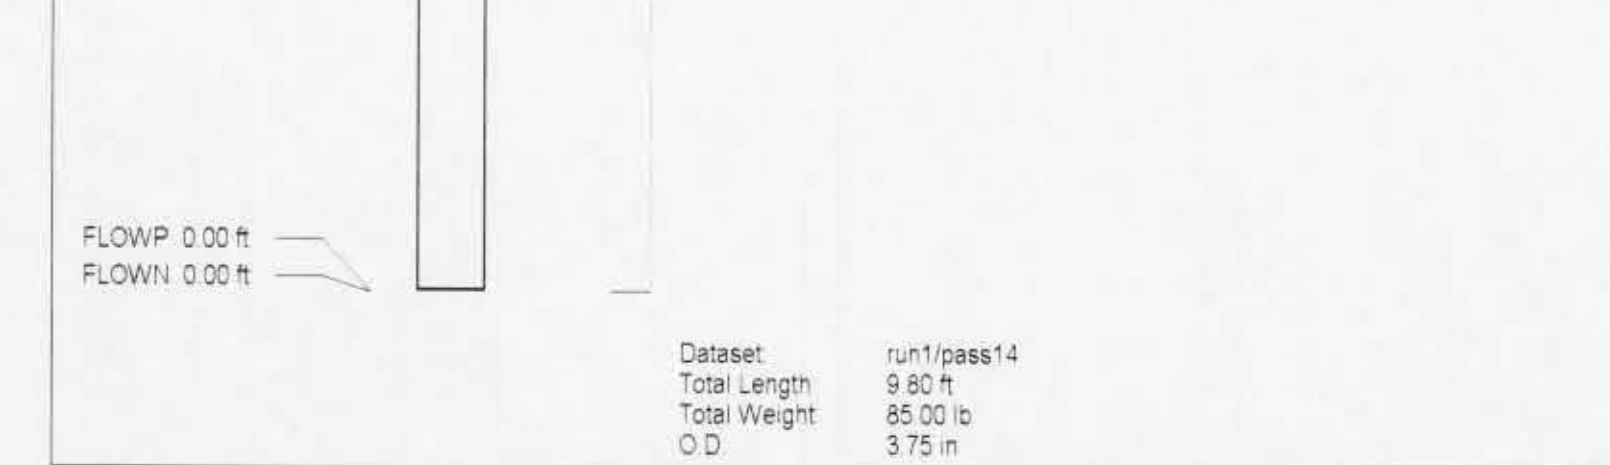 FLOWP 0.00 ft
FLOWN 0.00 ft
Dataset: run1/pass14
Total Length 9.80 ft
Total Weight 85.00 lb
O.D. 3.75 in